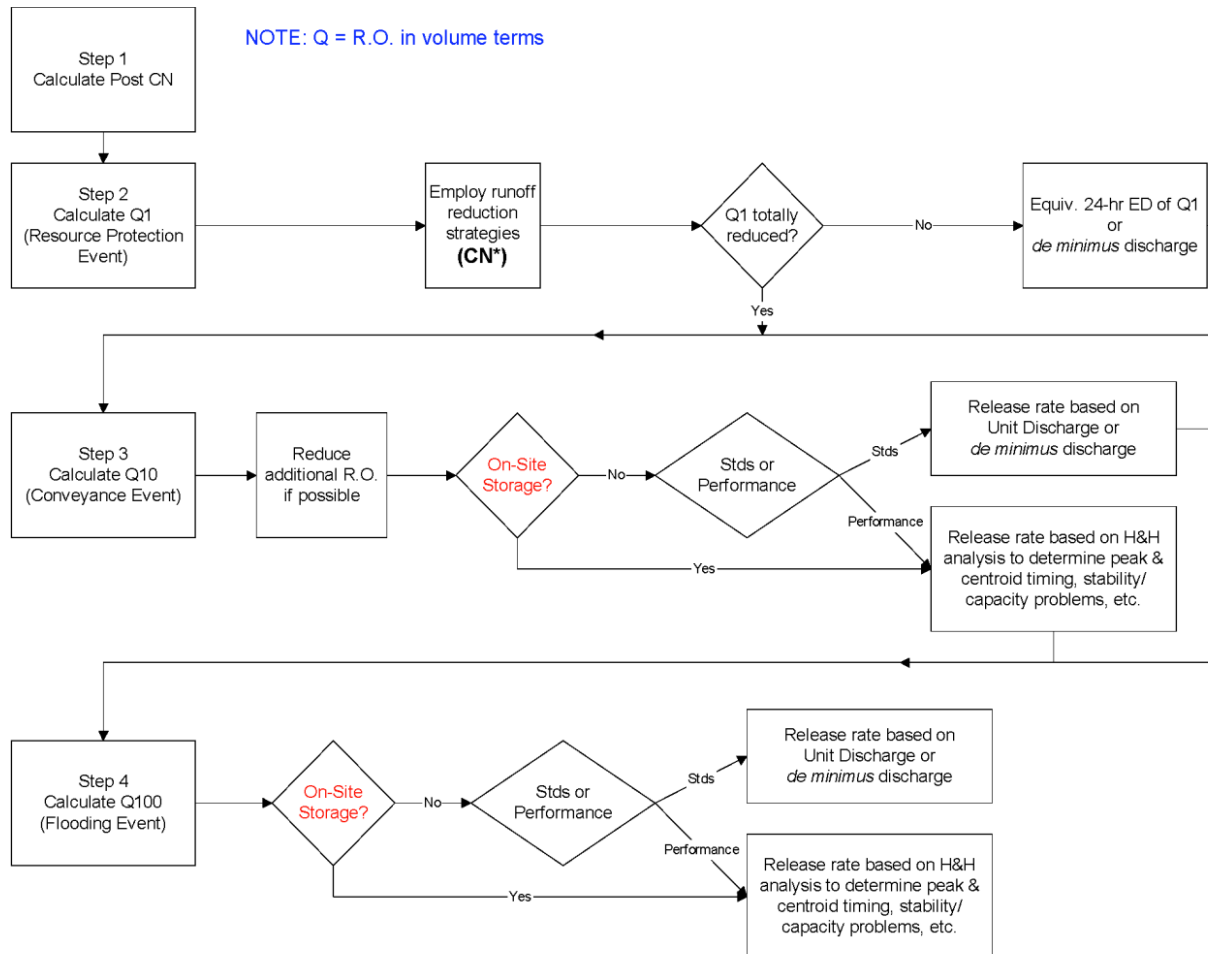 NOTE: Q = R.O. in volume terms
Step 1
Calculate Post CN
Step 2
Calculate Q1
(Resource Protection
Event)
Employ runoff
reduction
strategies
(CN*)
Q1 totally
reduced?
No
Equiv. 24-hr ED of Q1
or
de minimus discharge
Yes
Step 3
Calculate Q10
(Conveyance Event)
Reduce
additional R.O.
if possible
On-Site
Storage?
No
Stds or
Performance
Stds
Release rate based on
Unit Discharge or
de minimus discharge
Performance
Yes
Release rate based on H&H
analysis to determine peak &
centroid timing, stability/
capacity problems, etc.
Step 4
Calculate Q100
(Flooding Event)
On-Site
Storage?
No
Stds or
Performance
Stds
Release rate based on
Unit Discharge or
de minimus discharge
Performance
Yes
Release rate based on H&H
analysis to determine peak &
centroid timing, stability/
capacity problems, etc.